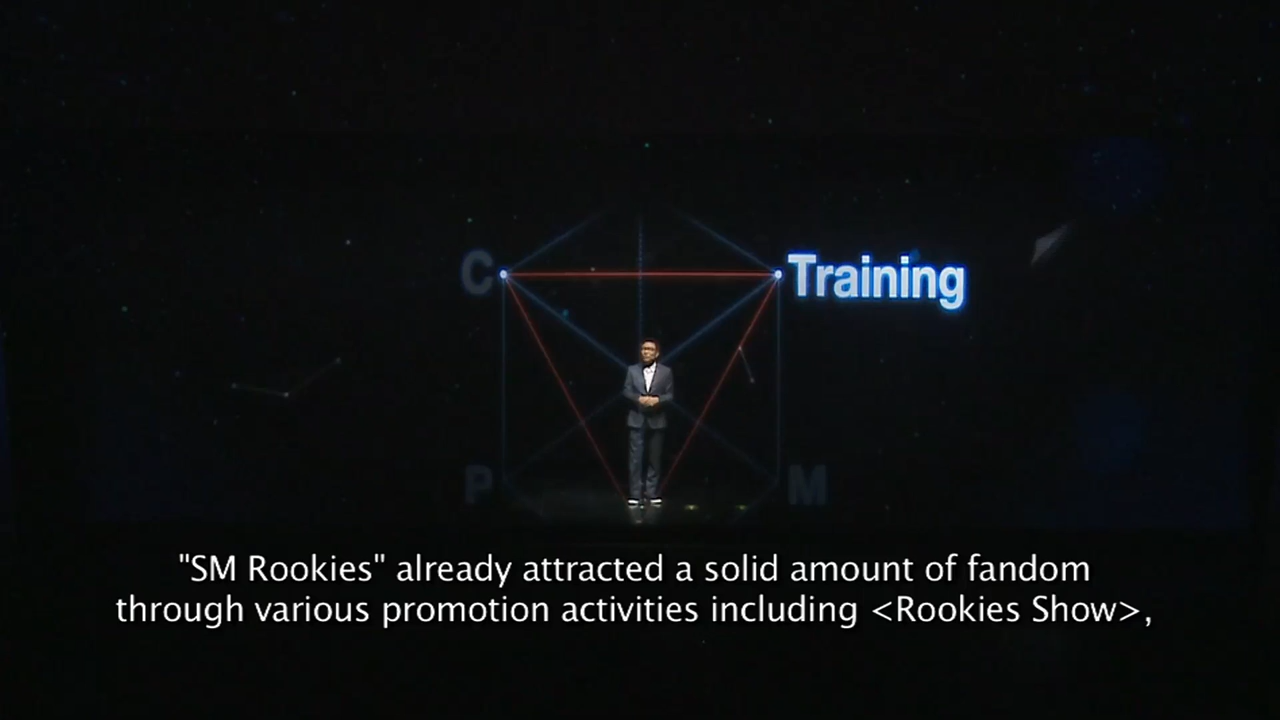 C
Training
P
M
"SM Rookies" already attracted a solid amount of fandom
through various promotion activities including <Rookies Show>,